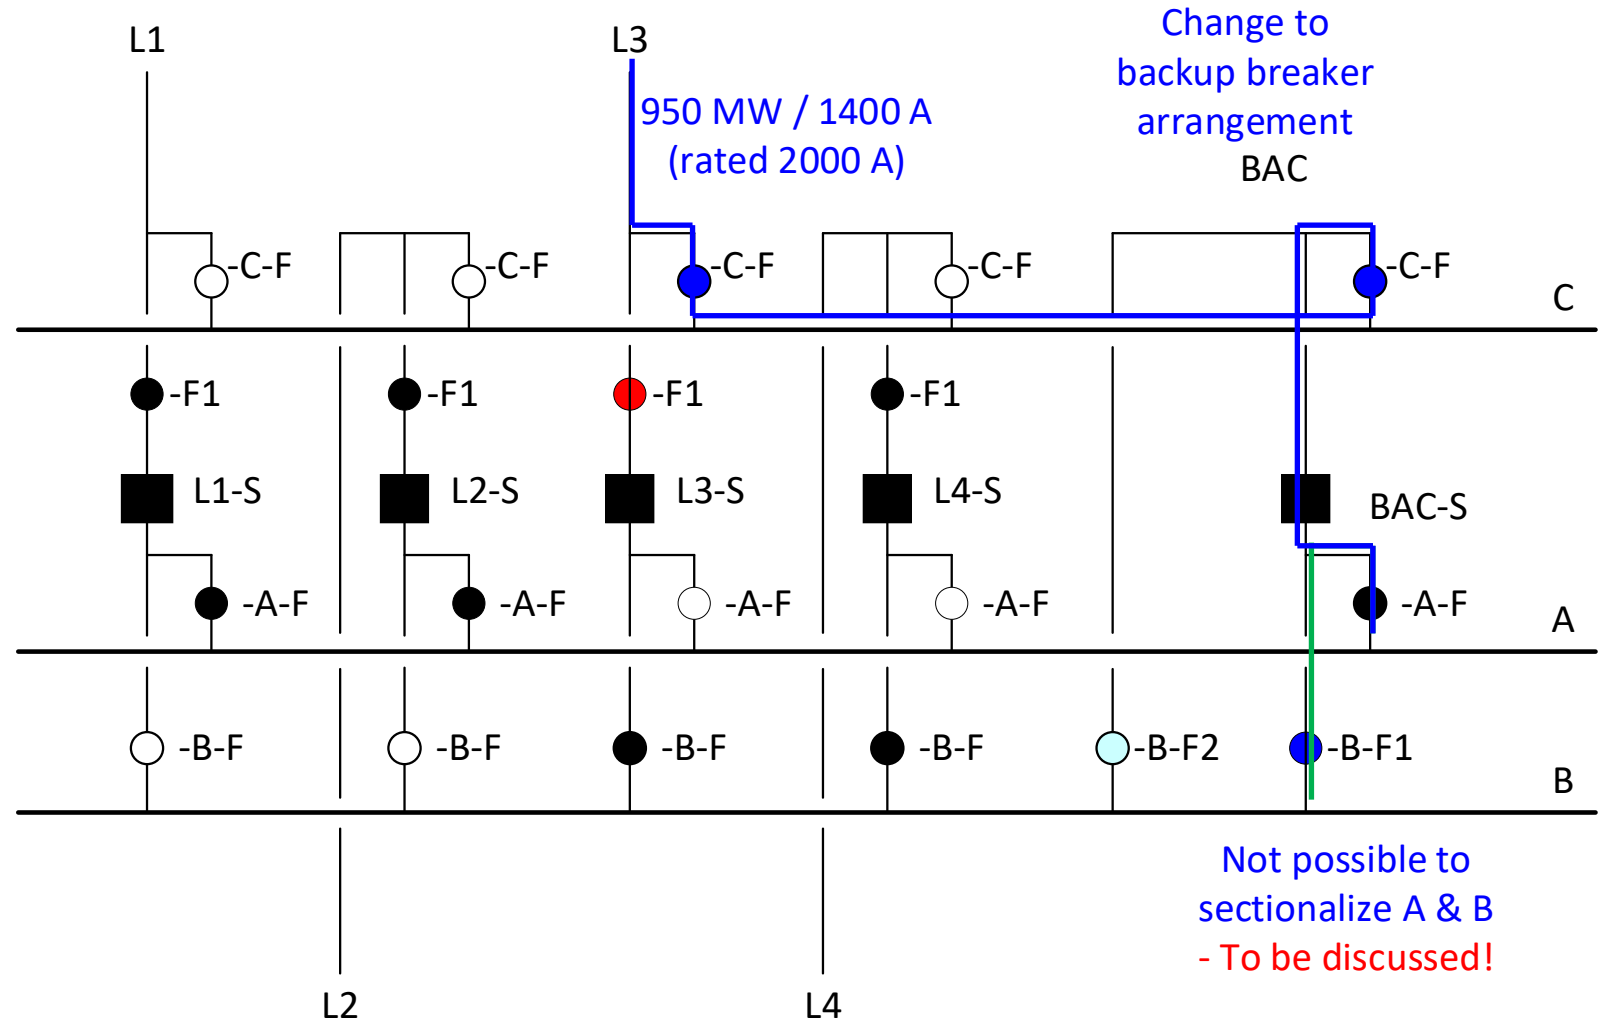 L1
L3
Change to
backup breaker
arrangement
BAC
950 MW / 1400 A
(rated 2000 A)
-C-F
-C-F
-C-F
-C-F
-C-F
C
-F1
-F1
-F1
-F1
L1-S
L2-S
L3-S
L4-S
BAC-S
-A-F
-A-F
-A-F
-A-F
-A-F
A
-B-F
-B-F
-B-F
-B-F
-B-F2
-B-F1
B
Not possible to
sectionalize A & B
- To be discussed!
L2
L4